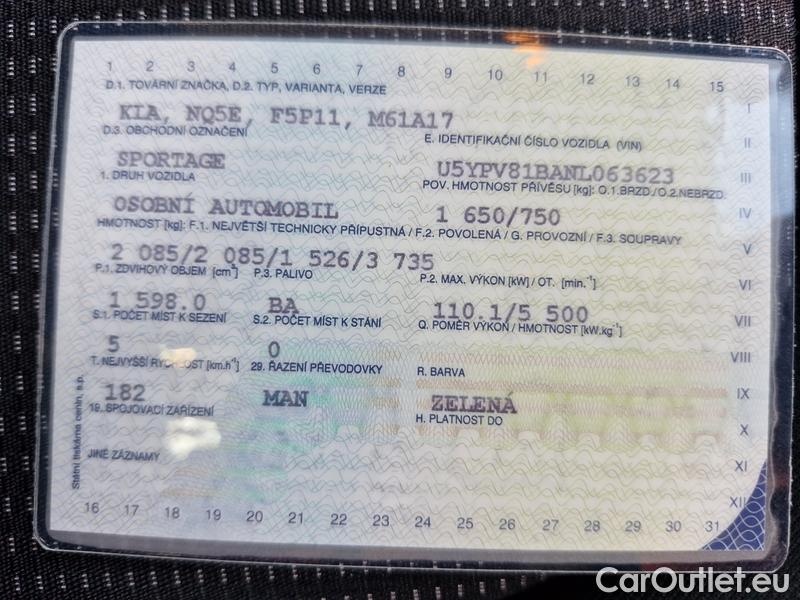 1 2 3 4 5 6 7 8 9 10 11 12 13 14 15
D.1. TOVÁRNÍ ZNAČKA, D.2. TYP, VARIANTA, VERZE
I
KIA, NQ5E, F5P11, M61A17
D.3. OBCHODNÍ OZNAČENÍ E. IDENTIFIKAČNÍ ČÍSLO VOZIDLA (VIN)
II
SPORTAGE U5YPV81BANL063623
III
1. DRUH VOZIDLA POV. HMOTNOST PŘÍVĚSU [kg]: O.1.BRZD./O.2.NEBRZD.
OSOBNÍ AUTOMOBIL 1 650/750
IV
HMOTNOST [kg]: F.1. NEJVĚTŠÍ TECHNICKY PŘÍPUSTNÁ / F.2. POVOLENÁ / G. PROVOZNÍ / F.3. SOUPRAVY
V
2 085/2 085/1 526/3 735
P.1. ZDVIHOVÝ OBJEM [cm³] P.3. PALIVO P.2. MAX. VÝKON [kW] / OT. [min.⁻¹]
VI
1 598.0 BA 110.1/5 500
VII
S.1. POČET MÍST K SEZENÍ S.2. POČET MÍST K STÁNÍ Q. POMĚR VÝKON / HMOTNOST [kW.kg⁻¹]
5 0
VIII
T. NEJVYŠŠÍ RYCHLOST [km.h⁻¹] 29. ŘAZENÍ PŘEVODOVKY R. BARVA
182 MAN ZELENÁ
IX
19. SPOJOVACÍ ZAŘÍZENÍ H. PLATNOST DO
X
JINÉ ZÁZNAMY
XI
XII
Státní tiskárna cenin, s.p.
16 17 18 19 20 21 22 23 24 25 26 27 28 29 30 31
CarOutlet.eu